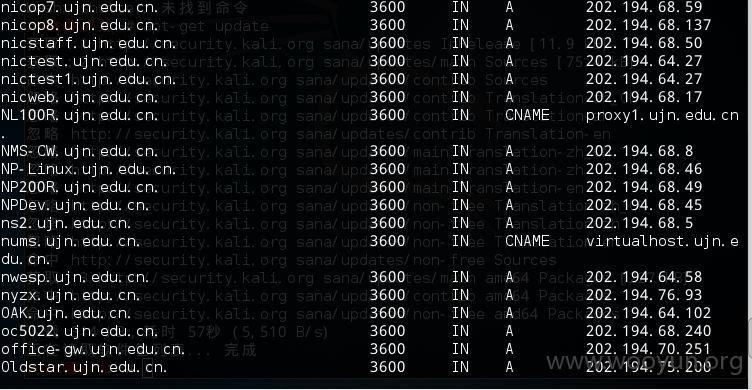 nicop7.ujn.edu.cn. 3600 IN A 202.194.68.59
nicop8.ujn.edu.cn. 3600 IN A 202.194.68.137
nicstaff.ujn.edu.cn. 3600 IN A 202.194.68.50
nictest.ujn.edu.cn. 3600 IN A 202.194.64.27
nictest1.ujn.edu.cn. 3600 IN A 202.194.64.27
nicweb.ujn.edu.cn. 3600 IN A 202.194.68.17
NL100R.ujn.edu.cn. 3600 IN CNAME proxy1.ujn.edu.cn
.
NMS-CW.ujn.edu.cn. 3600 IN A 202.194.68.8
NP-Linux.ujn.edu.cn. 3600 IN A 202.194.68.46
NP200R.ujn.edu.cn. 3600 IN A 202.194.68.49
NPDev.ujn.edu.cn. 3600 IN A 202.194.68.45
ns2.ujn.edu.cn. 3600 IN A 202.194.68.5
nums.ujn.edu.cn. 3600 IN CNAME virtualhost.ujn.e
du.cn.
nwesp.ujn.edu.cn. 3600 IN A 202.194.64.58
nyzx.ujn.edu.cn. 3600 IN A 202.194.76.93
OAK.ujn.edu.cn. 3600 IN A 202.194.64.102
oc5022.ujn.edu.cn. 3600 IN A 202.194.68.240
office-gw.ujn.edu.cn. 3600 IN A 202.194.70.251
Oldstar.ujn.edu.cn. 3600 IN A 202.194.75.200
www.wooyun.org